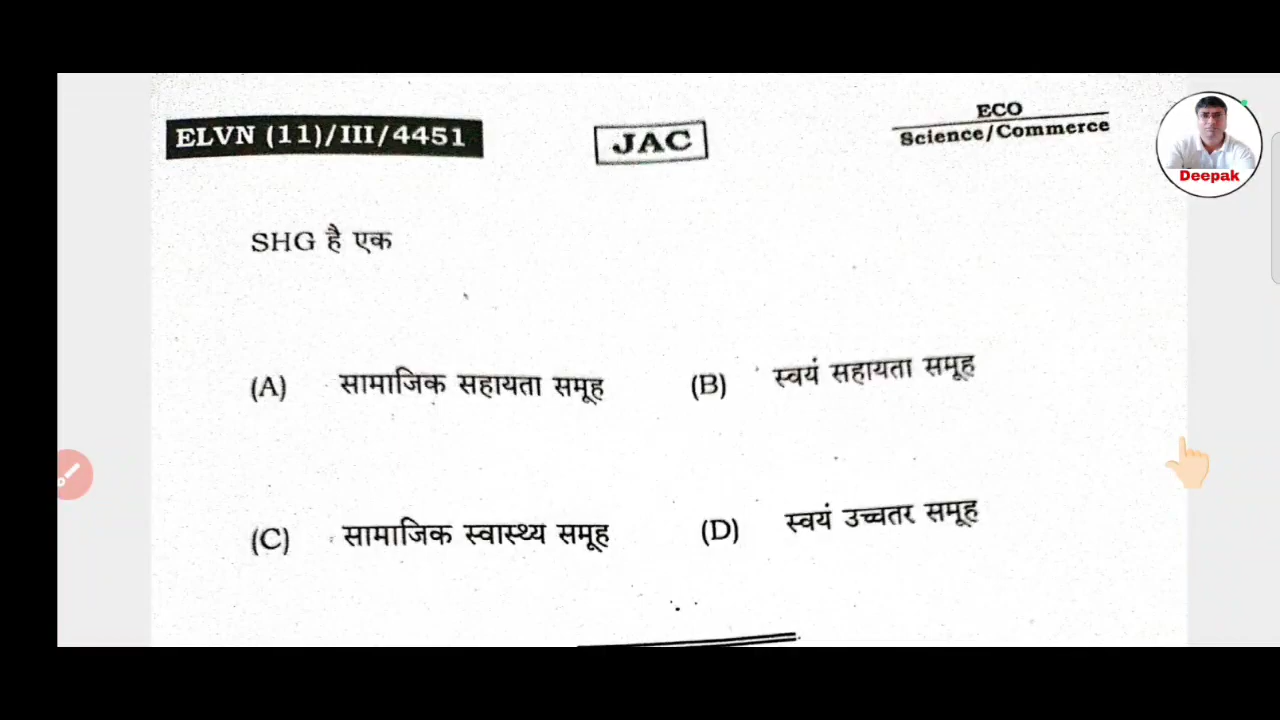 ELVN (11)/III/4451
JAC
ECO
Science/Commerce
Deepak
SHG है एक
(A) सामाजिक सहायता समूह
(B) स्वयं सहायता समूह
(C) सामाजिक स्वास्थ्य समूह
(D) स्वयं उच्चतर समूह